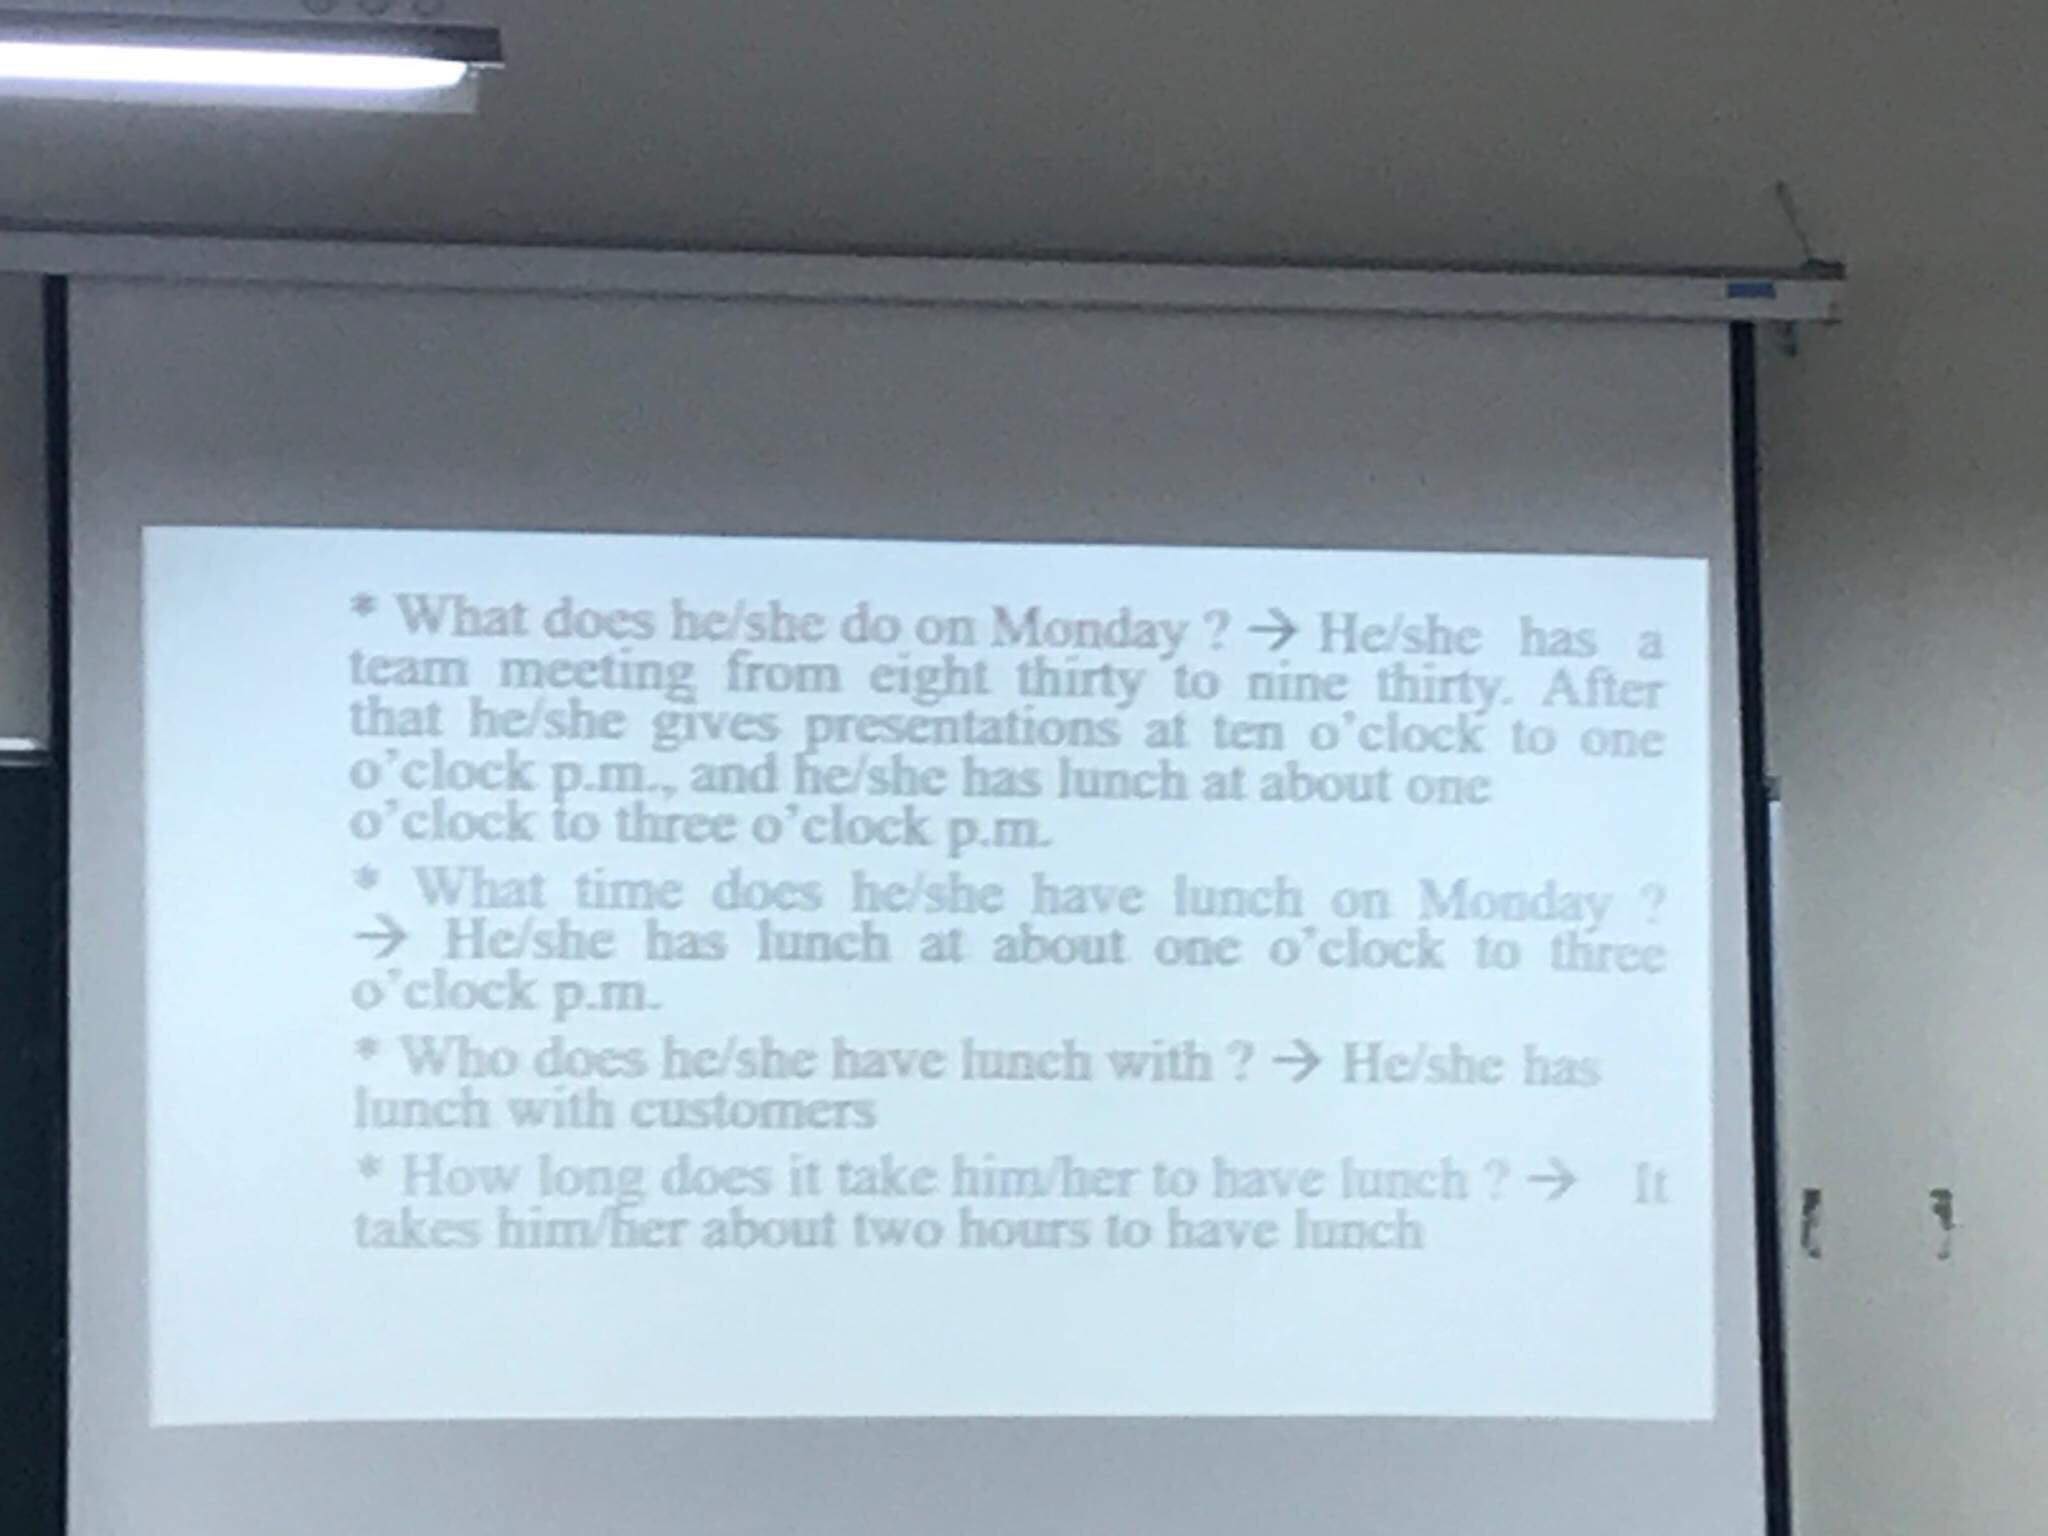 * What does he/she do on Monday ? → He/she has a
team meeting from eight thirty to nine thirty. After
that he/she gives presentations at ten o’clock to one
o’clock p.m., and he/she has lunch at about one
o’clock to three o’clock p.m.
* What time does he/she have lunch on Monday ?
→ He/she has lunch at about one o’clock to three
o’clock p.m.
* Who does he/she have lunch with ? → He/she has
lunch with customers
* How long does it take him/her to have lunch ? → It
takes him/her about two hours to have lunch